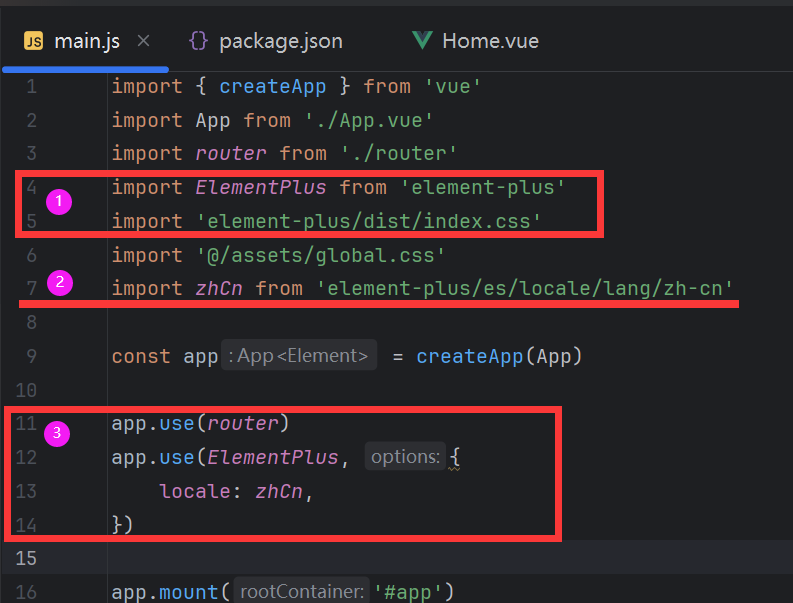 JS main.js × {} package.json Home.vue
1 import { createApp } from 'vue'
2 import App from './App.vue'
3 import router from './router'
4 import ElementPlus from 'element-plus'
1
5 import 'element-plus/dist/index.css'
6 import '@/assets/global.css'
2
7 import zhCn from 'element-plus/es/locale/lang/zh-cn'
8
9 const app : App<Element> = createApp(App)
10
11 app.use(router)
3
12 app.use(ElementPlus, options: {
13 locale: zhCn,
14 })
15
16 app.mount( rootContainer: '#app')